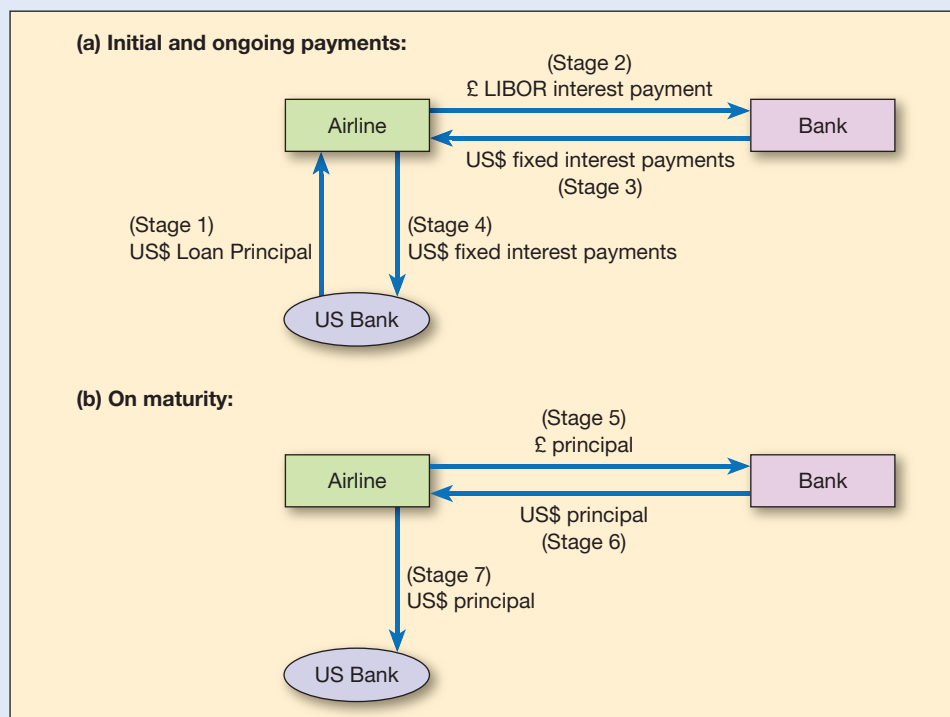 (a) Initial and ongoing payments:
(Stage 2)
£ LIBOR interest payment
Airline
Bank
US$ fixed interest payments
(Stage 3)
(Stage 1)
US$ Loan Principal
(Stage 4)
US$ fixed interest payments
US Bank
(b) On maturity:
(Stage 5)
£ principal
Airline
Bank
US$ principal
(Stage 6)
(Stage 7)
US$ principal
US Bank